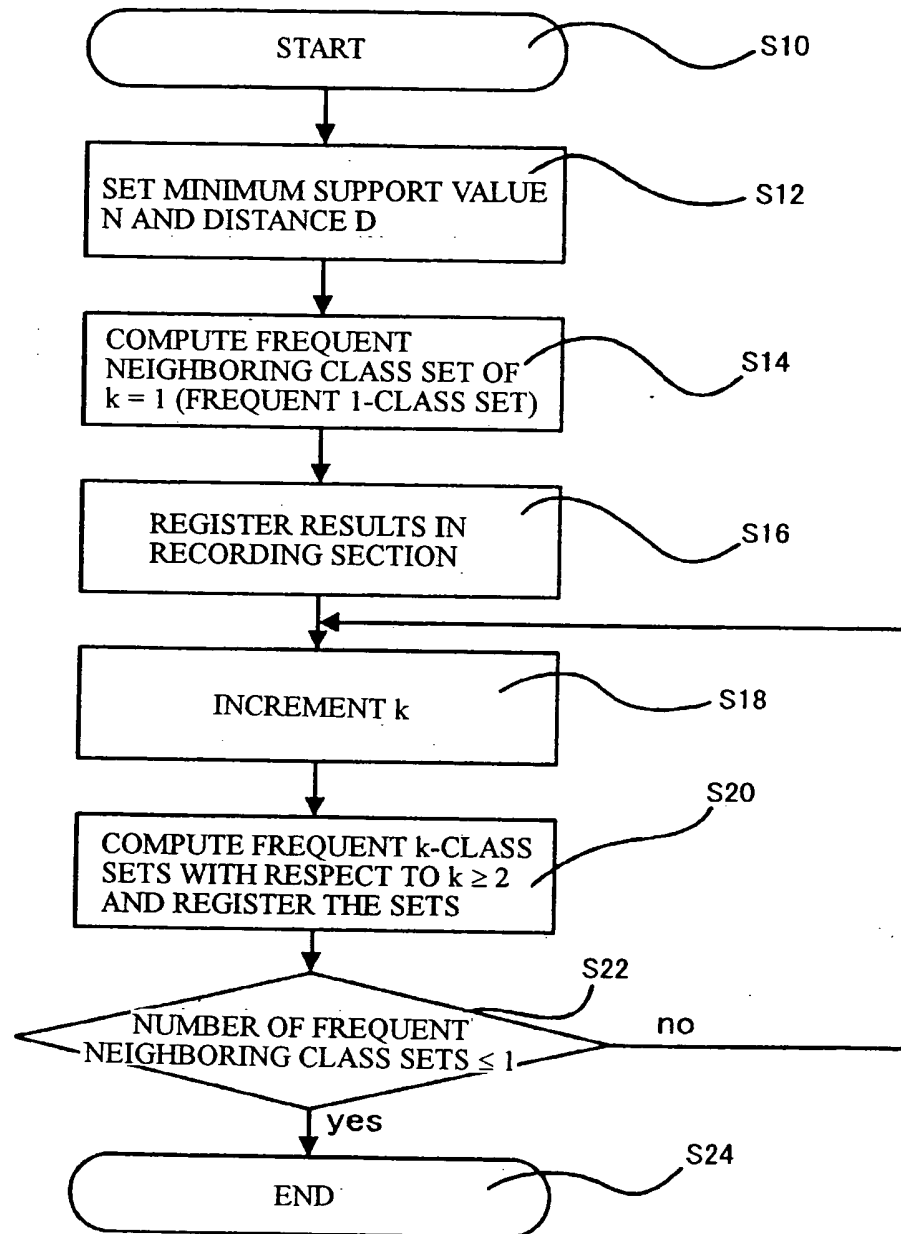 START
S10
SET MINIMUM SUPPORT VALUE
N AND DISTANCE D
S12
COMPUTE FREQUENT
NEIGHBORING CLASS SET OF
k = 1 (FREQUENT 1-CLASS SET)
S14
REGISTER RESULTS IN
RECORDING SECTION
S16
INCREMENT k
S18
S20
COMPUTE FREQUENT k-CLASS
SETS WITH RESPECT TO k ≥ 2
AND REGISTER THE SETS
S22
NUMBER OF FREQUENT
NEIGHBORING CLASS SETS ≤ 1
no
yes
S24
END